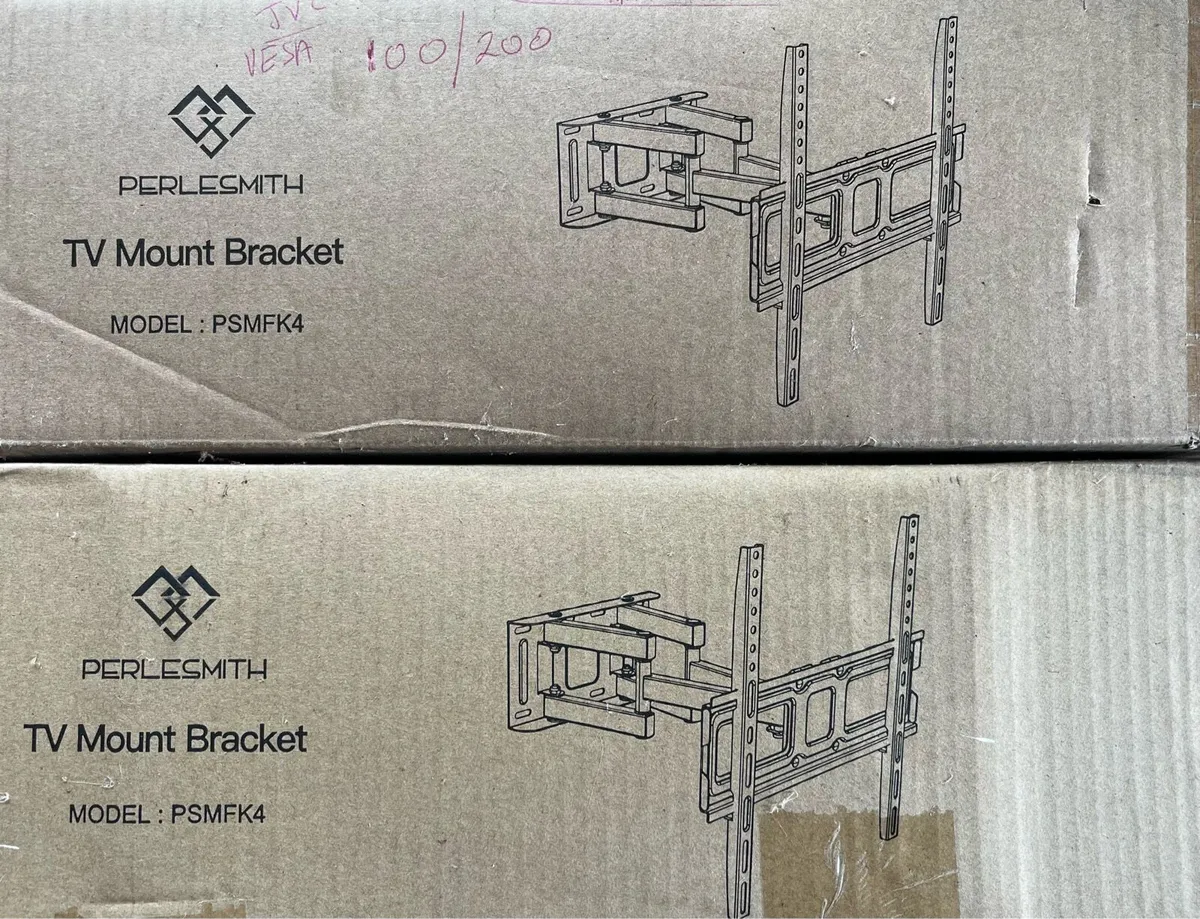 JVC
VESA 100/200
PERLESMITH
TV Mount Bracket
MODEL : PSMFK4
PERLESMITH
TV Mount Bracket
MODEL : PSMFK4